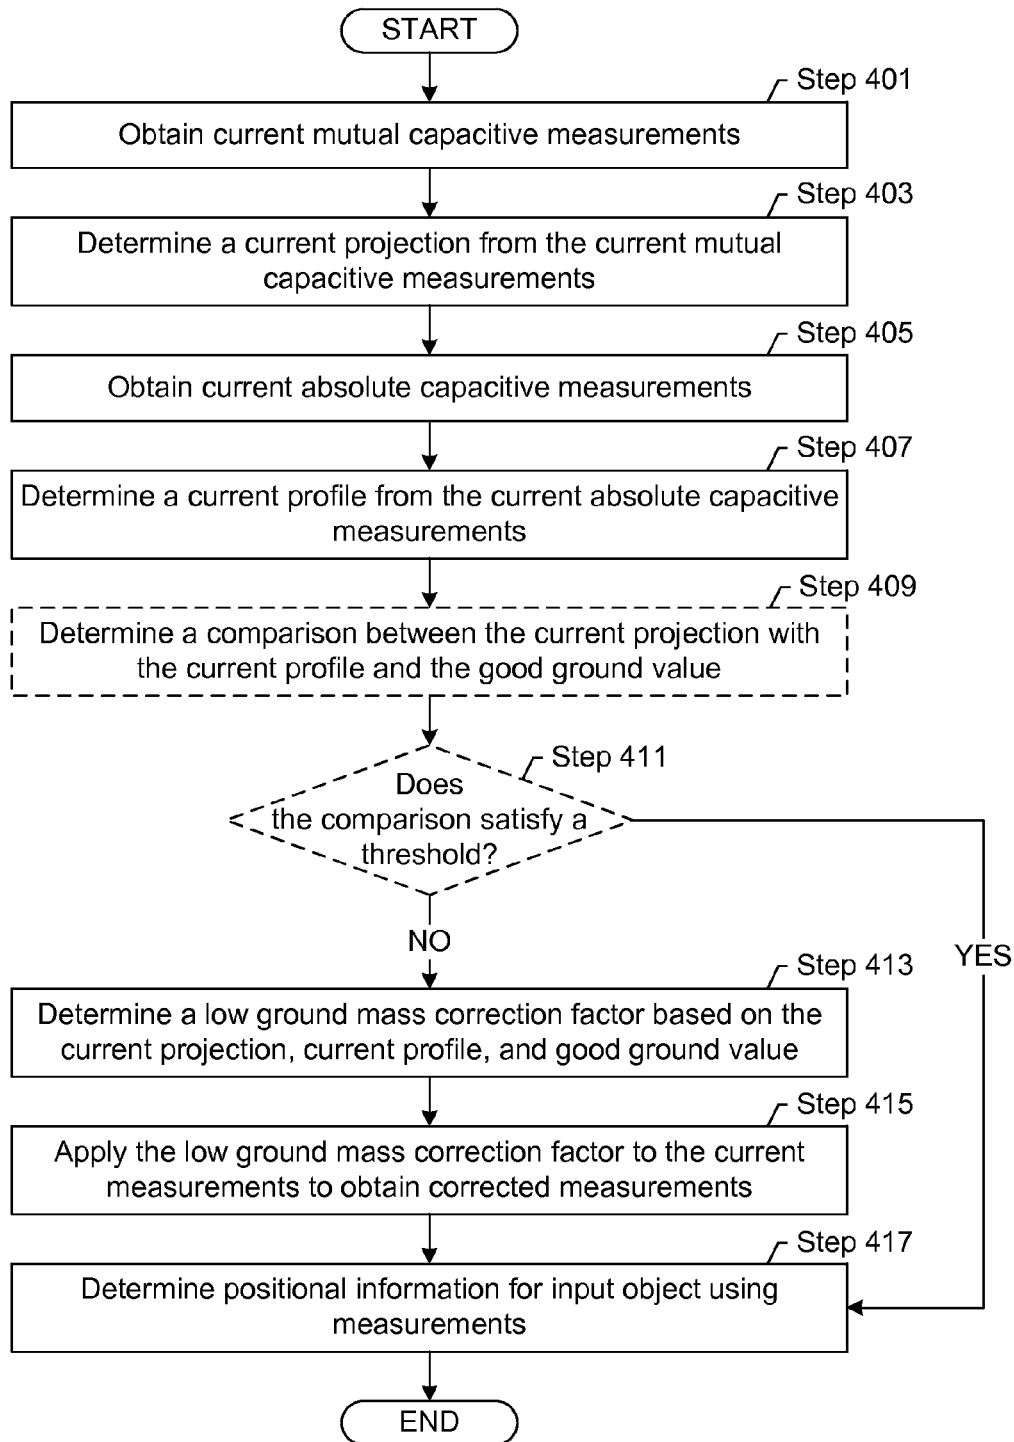 START
Step 401
Obtain current mutual capacitive measurements
Step 403
Determine a current projection from the current mutual
capacitive measurements
Step 405
Obtain current absolute capacitive measurements
Step 407
Determine a current profile from the current absolute capacitive
measurements
Step 409
Determine a comparison between the current projection with
the current profile and the good ground value
Step 411
Does
the comparison satisfy a
threshold?
NO
YES
Step 413
Determine a low ground mass correction factor based on the
current projection, current profile, and good ground value
Step 415
Apply the low ground mass correction factor to the current
measurements to obtain corrected measurements
Step 417
Determine positional information for input object using
measurements
END